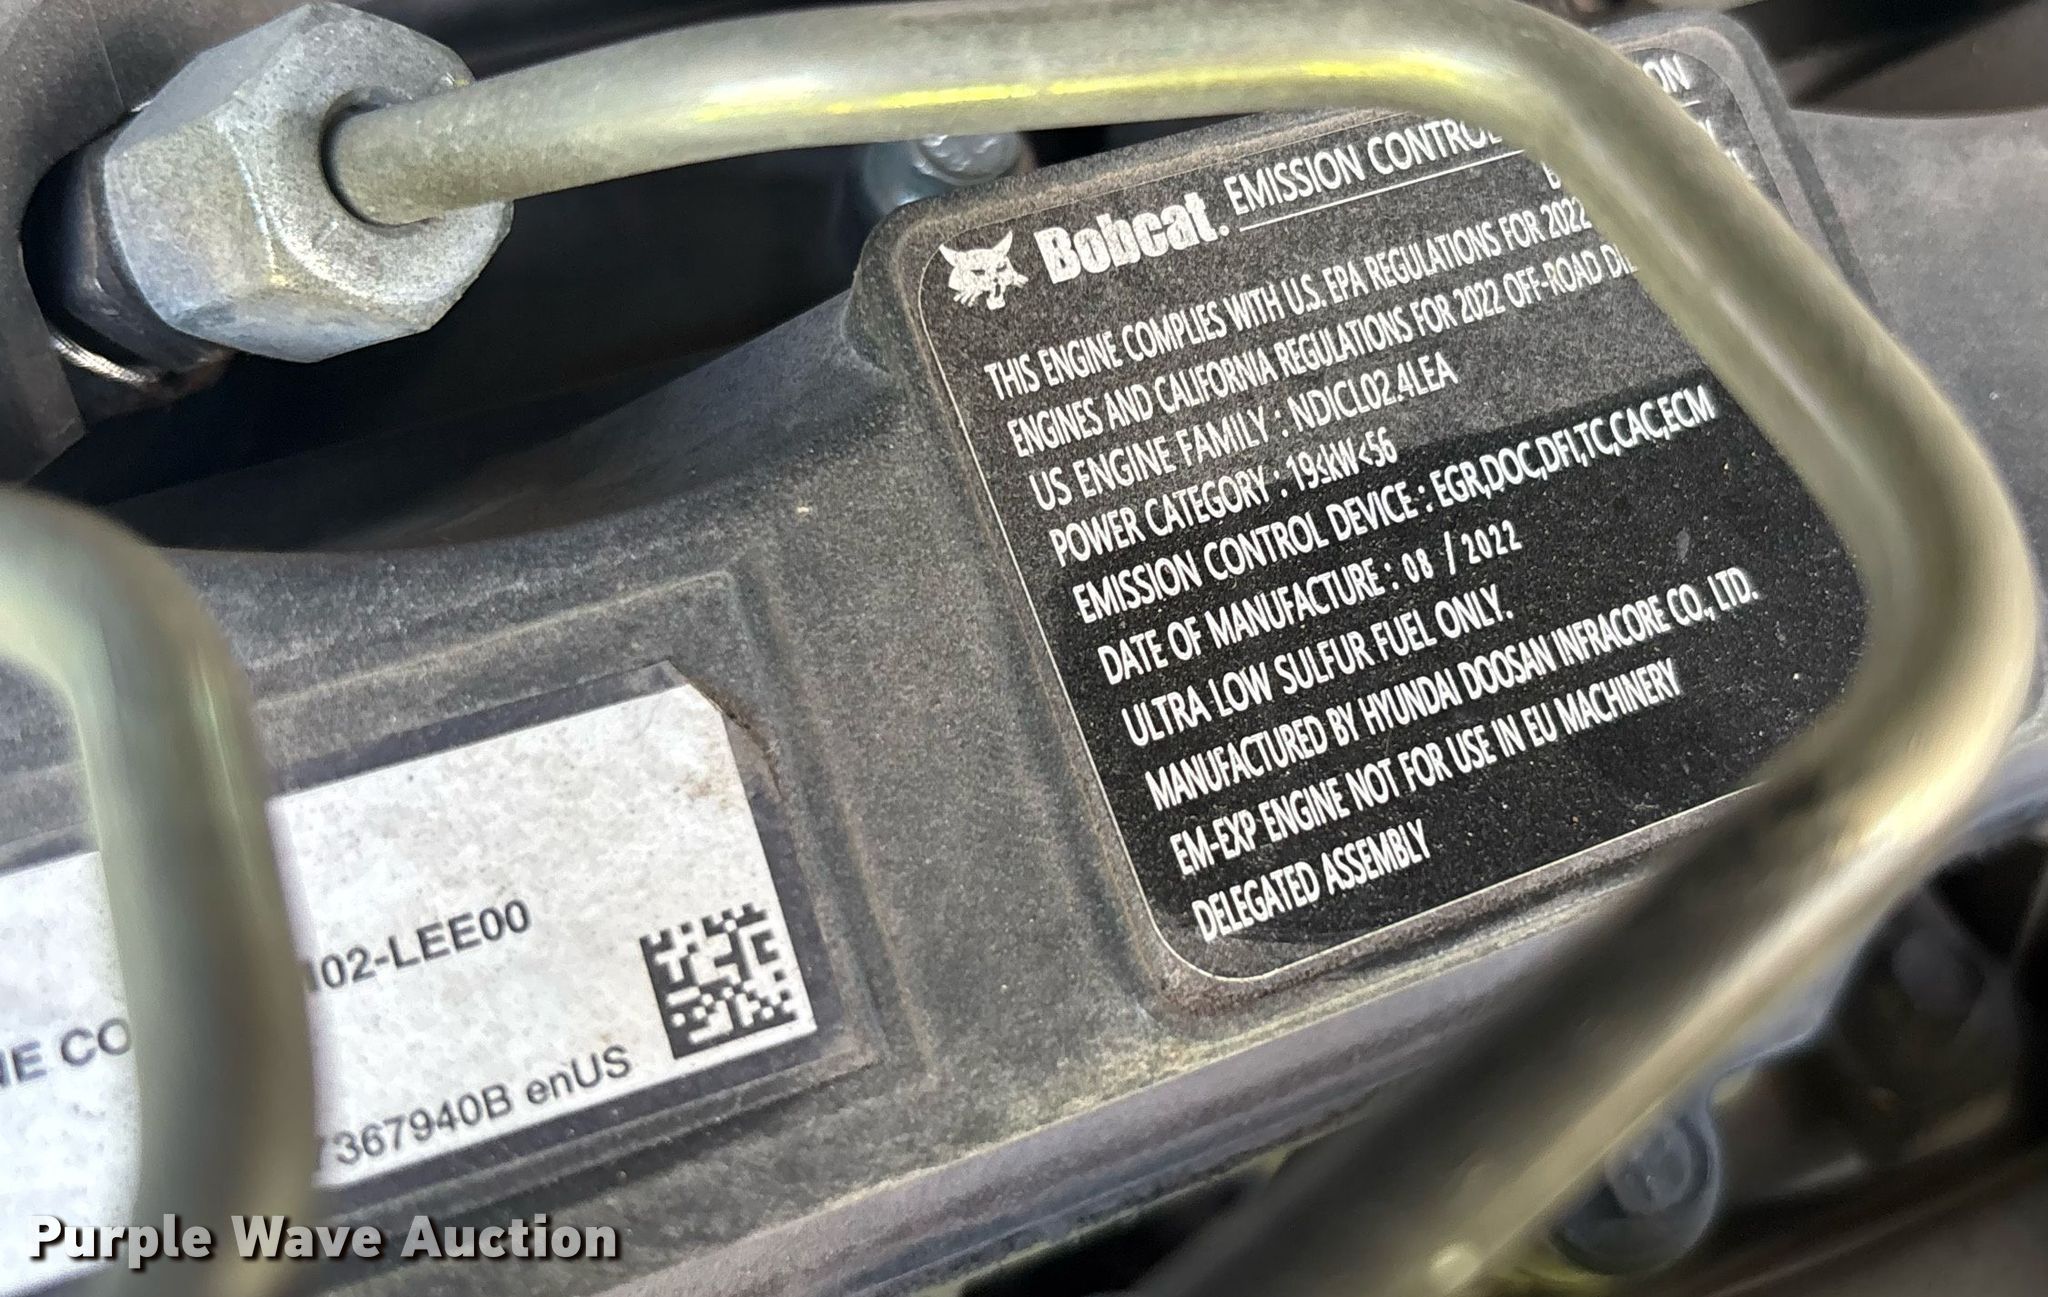 Bobcat. EMISSION CONTROL
THIS ENGINE COMPLIES WITH U.S. EPA REGULATIONS FOR 2022
ENGINES AND CALIFORNIA REGULATIONS FOR 2022 OFF-ROAD
US ENGINE FAMILY : NDICL02.4LEA
POWER CATEGORY : 19≤kW<56
EMISSION CONTROL DEVICE : EGR,DOC,DFI,TC,CAC,ECM
DATE OF MANUFACTURE : 08 / 2022
ULTRA LOW SULFUR FUEL ONLY.
MANUFACTURED BY HYUNDAI DOOSAN INFRACORE CO., LTD.
EM-EXP ENGINE NOT FOR USE IN EU MACHINERY
DELEGATED ASSEMBLY
102-LEE00
367940B enUS
Purple Wave Auction